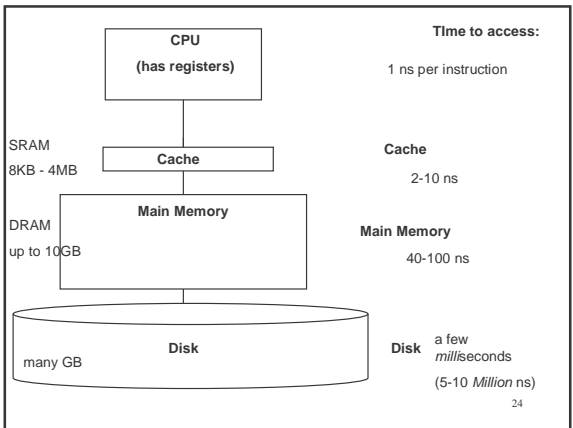 CPU
(has registers)
TIme to access:
1 ns per instruction
SRAM
8KB - 4MB
Cache
Cache
2-10 ns
Main Memory
DRAM
up to 10GB
Main Memory
40-100 ns
Disk
many GB
Disk
a few
milliseconds
(5-10 Million ns)
24